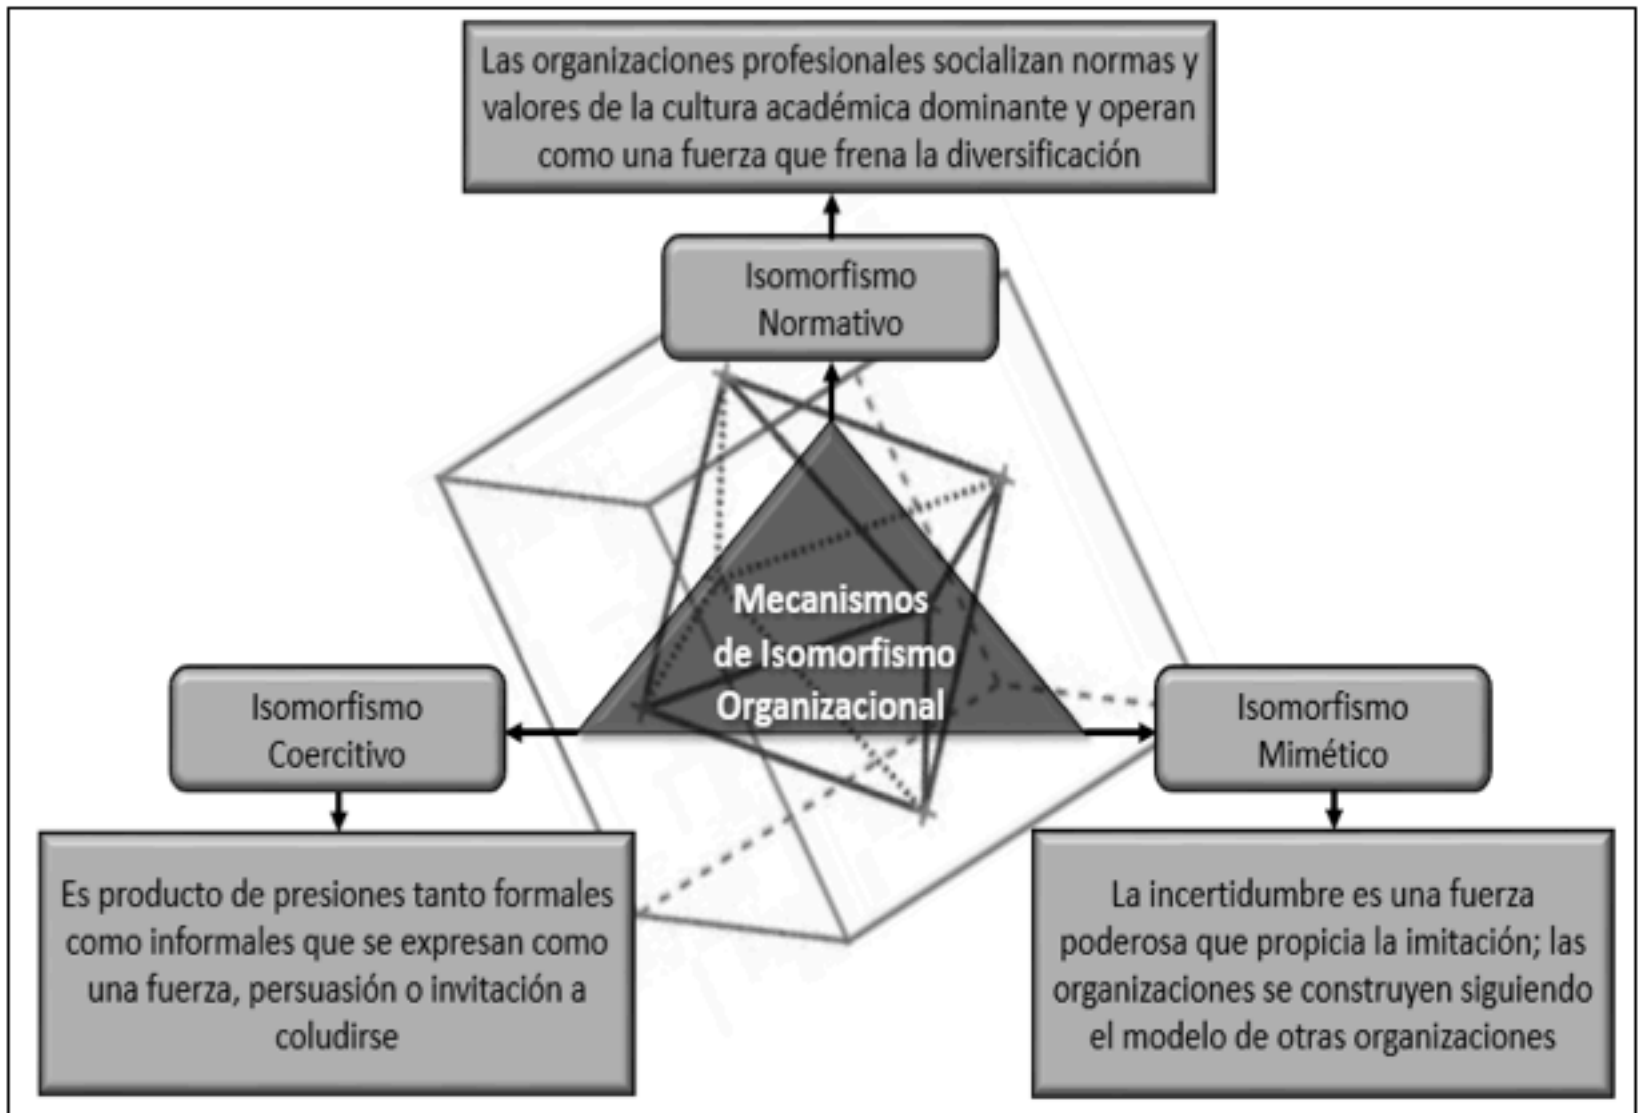 Las organizaciones profesionales socializan normas y
valores de la cultura académica dominante y operan
como una fuerza que frena la diversificación
Isomorfismo
Normativo
Mecanismos
de Isomorfismo
Organizacional
Isomorfismo
Coercitivo
Isomorfismo
Mimético
Es producto de presiones tanto formales
como informales que se expresan como
una fuerza, persuasión o invitación a
coludirse
La incertidumbre es una fuerza
poderosa que propicia la imitación; las
organizaciones se construyen siguiendo
el modelo de otras organizaciones